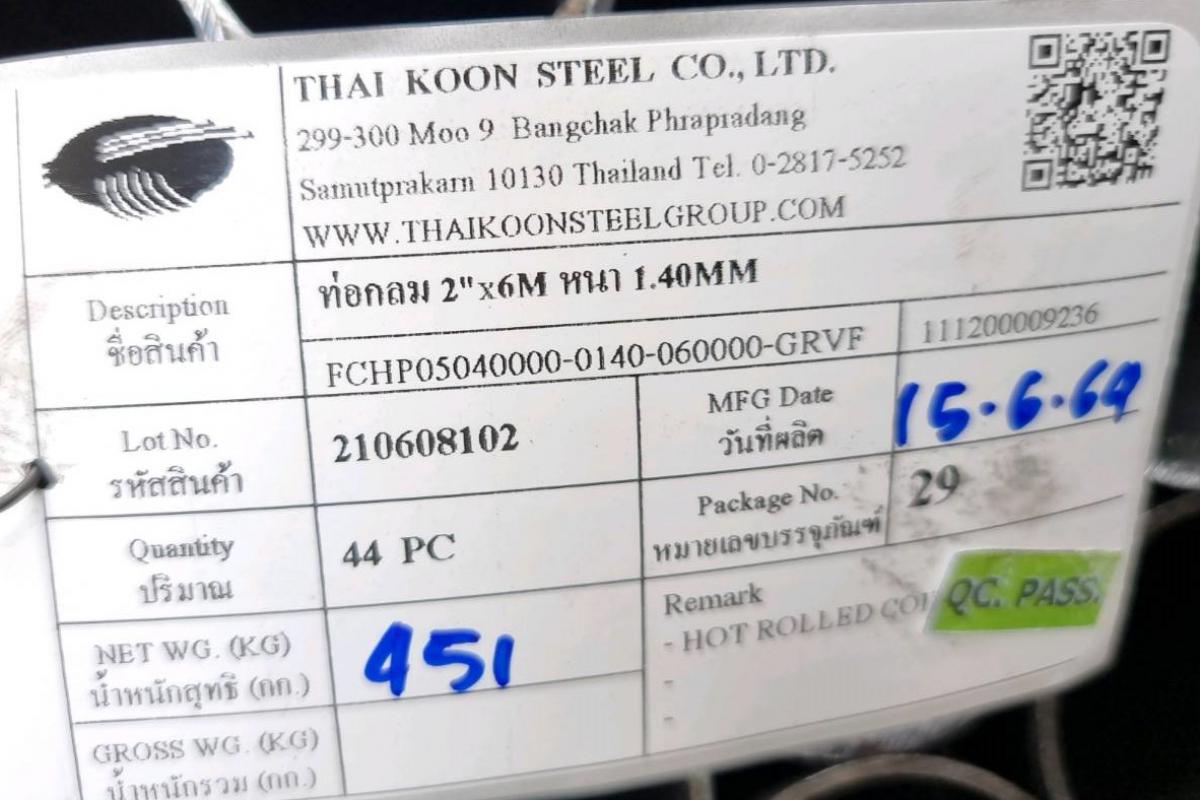 THAI KOON STEEL CO., LTD.
299-300 Moo 9 Bangchak Phrapradang
Samutprakarn 10130 Thailand Tel. 0-2817-5252
WWW.THAIKOONSTEELGROUP.COM
Description
ชื่อสินค้า
ท่อกลม 2"x6M หนา 1.40MM
FCHP05040000-0140-060000-GRVF
111200009236
Lot No.
รหัสสินค้า
210608102
MFG Date
วันที่ผลิต
15.6.64
Quantity
ปริมาณ
44 PC
Package No.
หมายเลขบรรจุภัณฑ์
29
NET WG. (KG)
น้ำหนักสุทธิ (กก.)
451
Remark
- HOT ROLLED
-
-
QC. PASS.
GROSS WG. (KG)
น้ำหนักรวม (กก.)